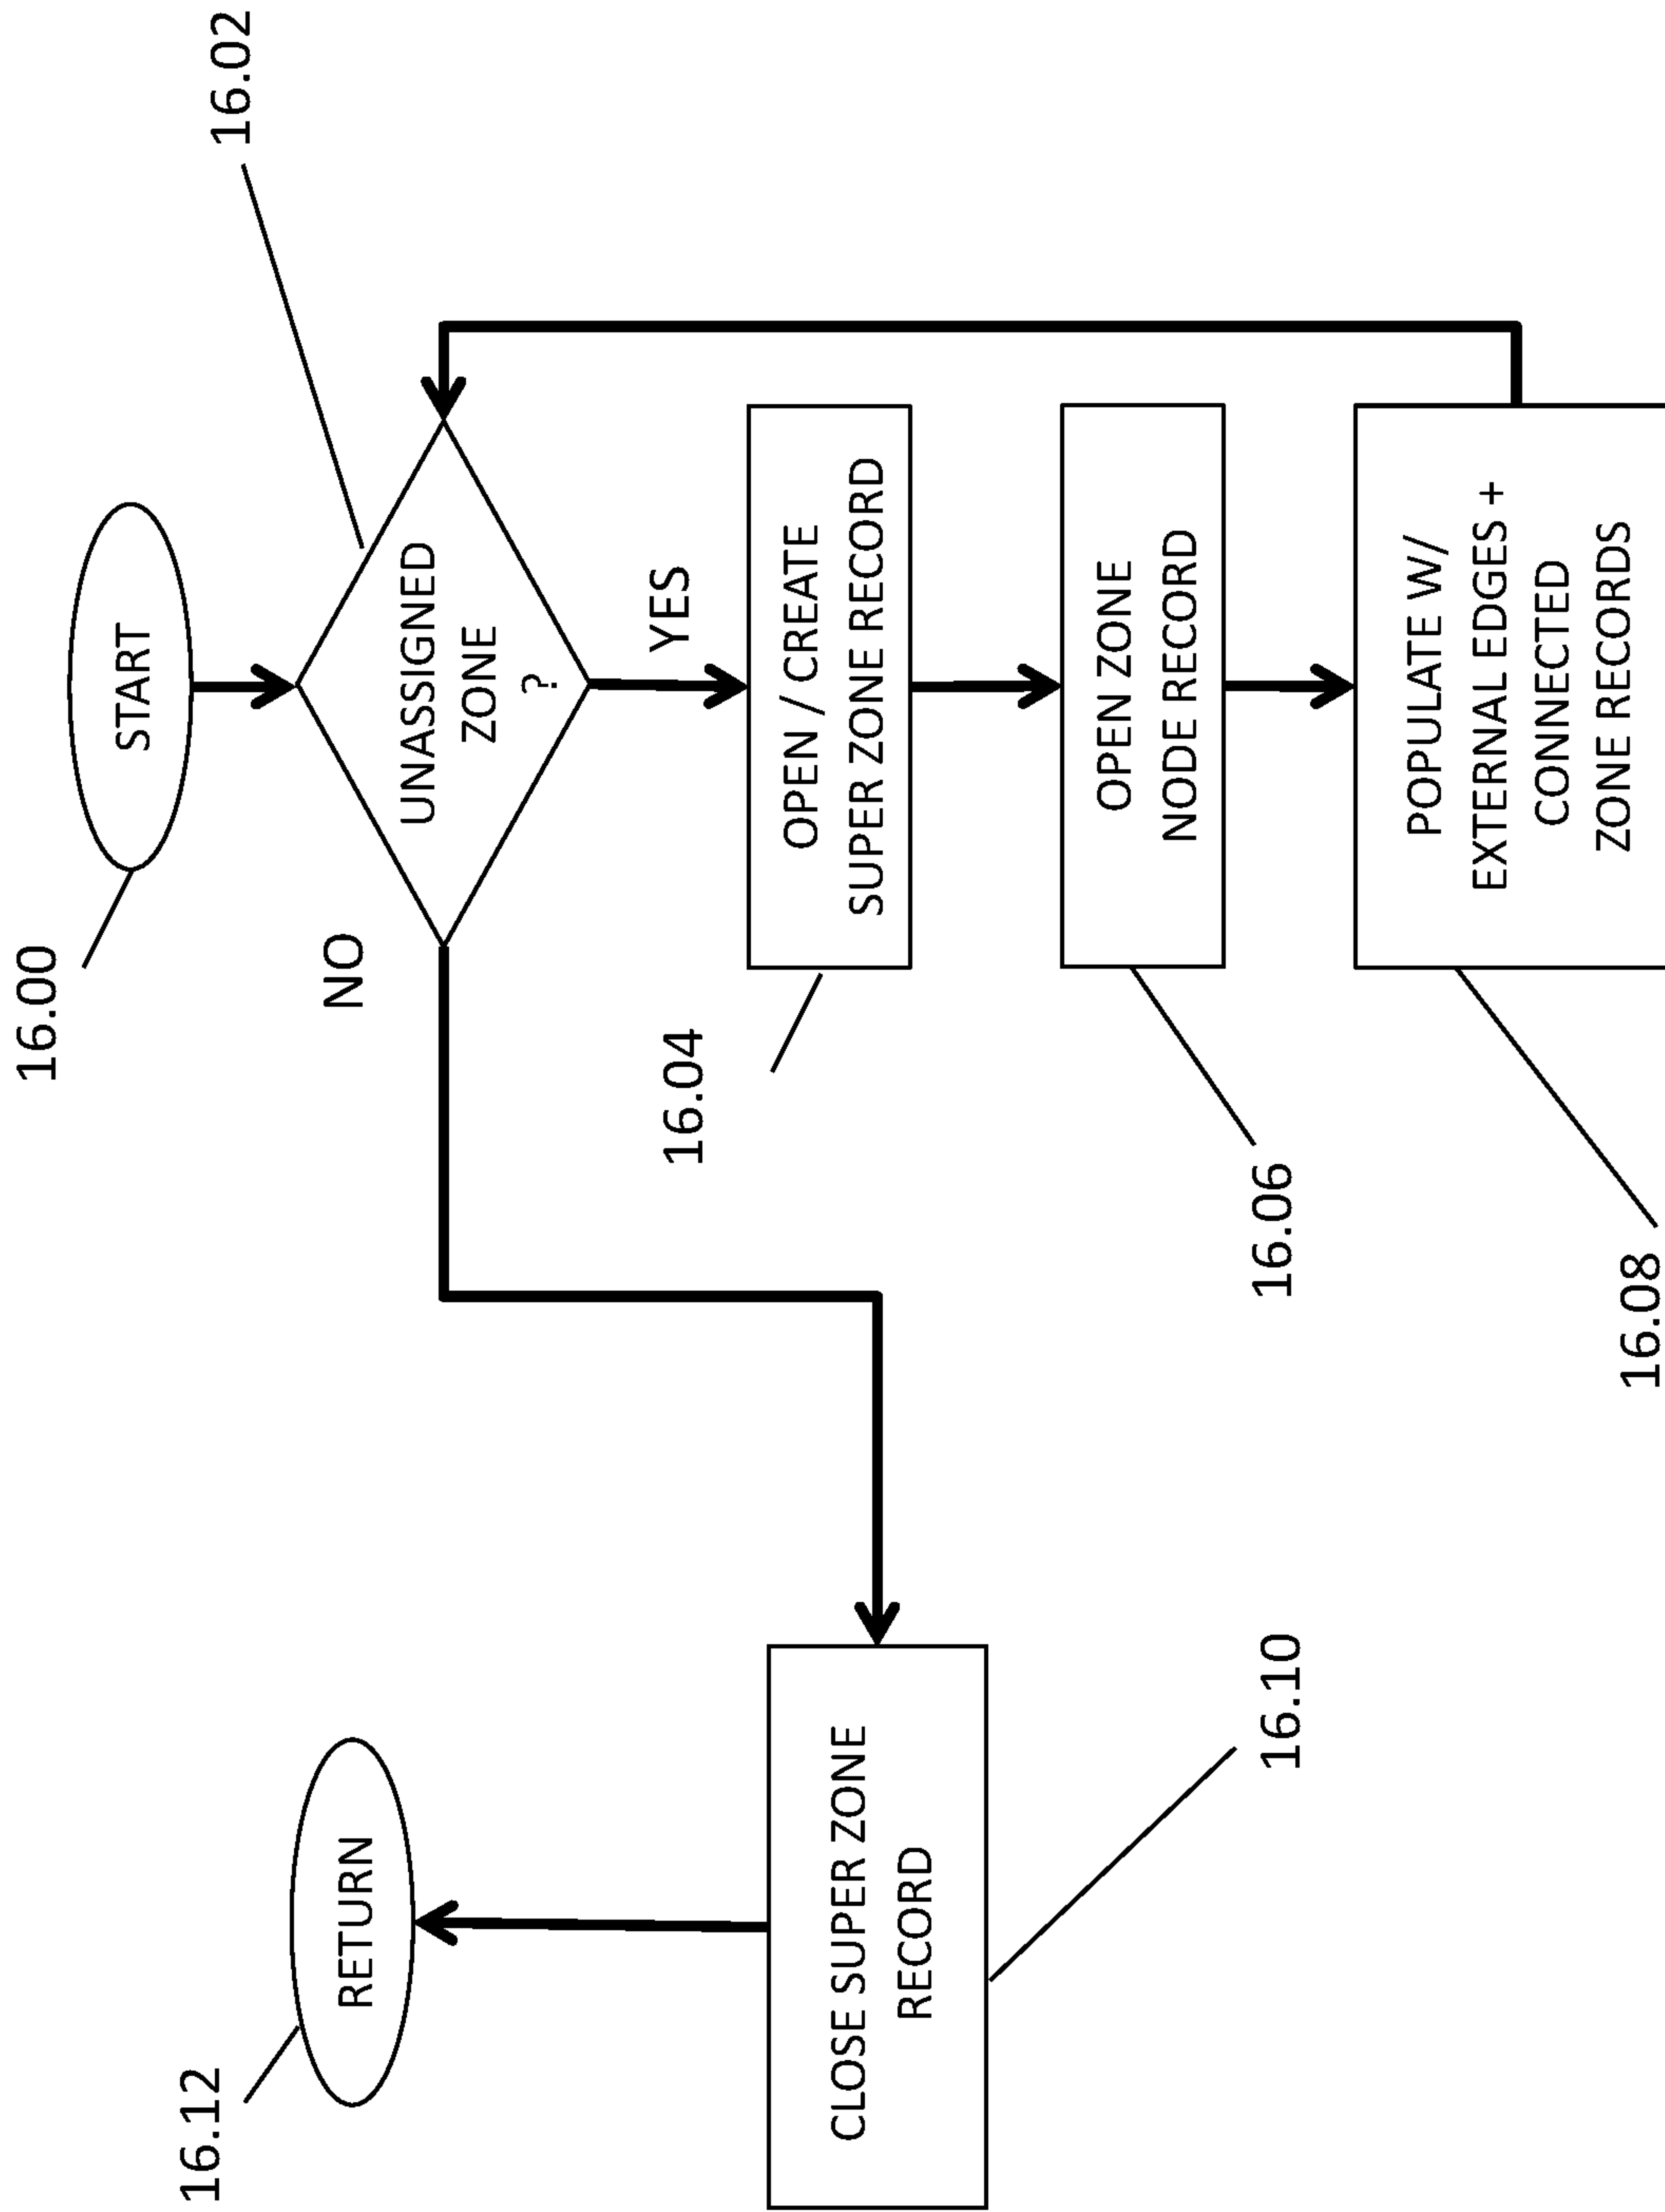 16.00
START
16.02
UNASSIGNED
ZONE
?
NO
YES
16.04
OPEN / CREATE
SUPER ZONE RECORD
16.06
OPEN ZONE
NODE RECORD
16.08
POPULATE W/
EXTERNAL EDGES +
CONNECTED
ZONE RECORDS
16.10
CLOSE SUPER ZONE
RECORD
16.12
RETURN